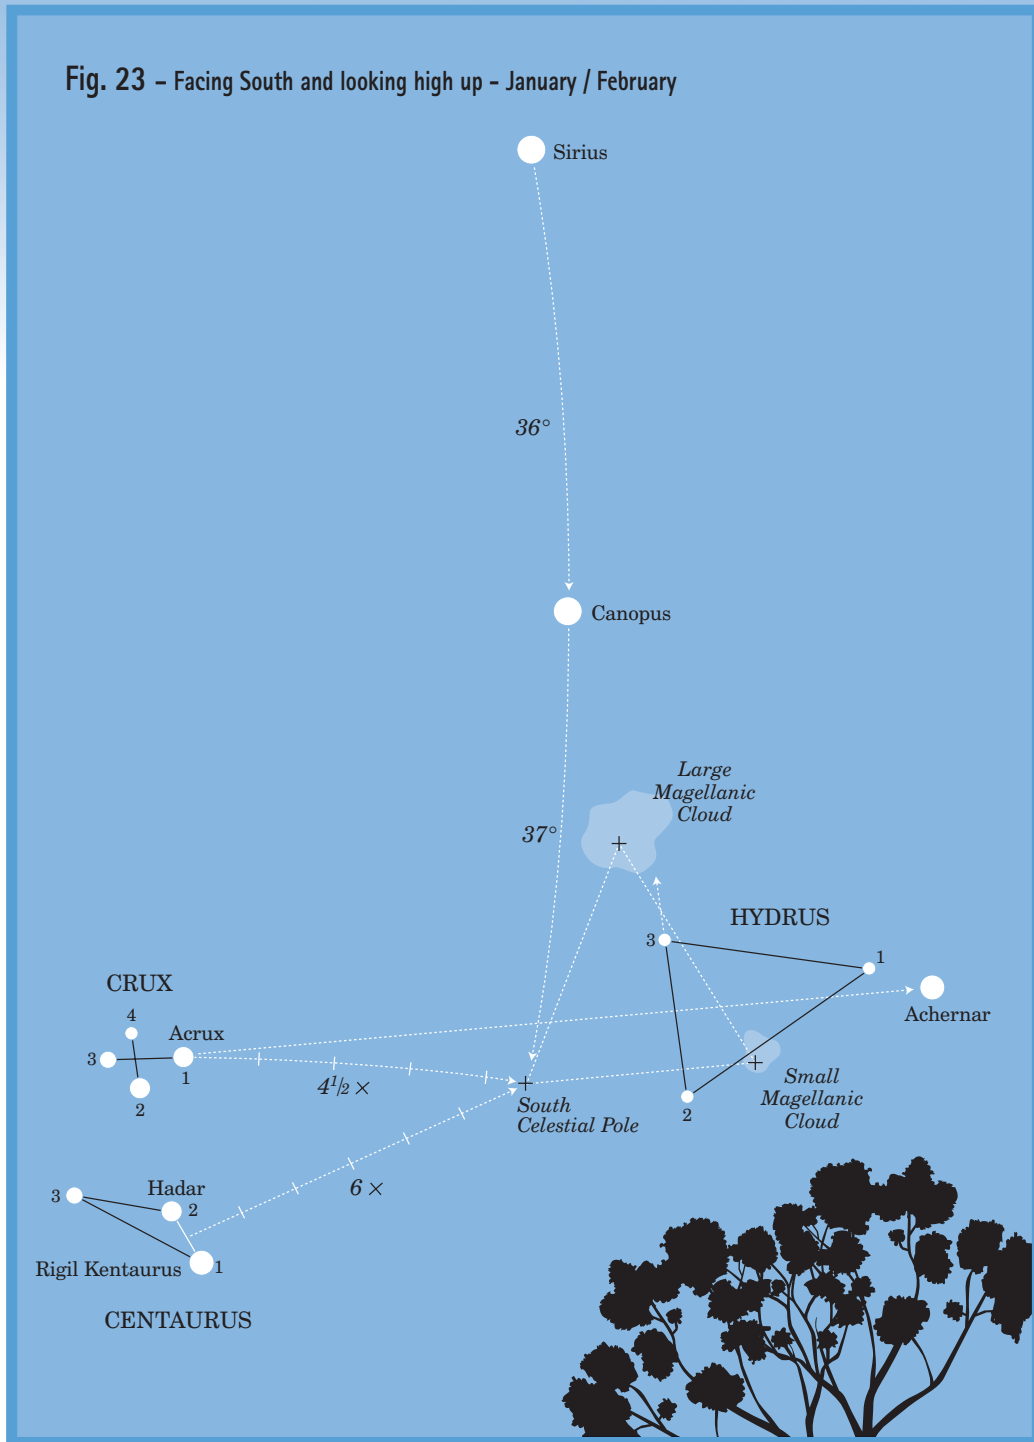 Fig. 23 – Facing South and looking high up – January / February
Sirius
36°
Canopus
Large
Magellanic
Cloud
37°
HYDRUS
3
1
Achernar
CRUX
4
Acrux
3
1
2
4 1/2 ×
South
Celestial Pole
2
Small
Magellanic
Cloud
6 ×
3
Hadar
2
Rigil Kentaurus
1
CENTAURUS